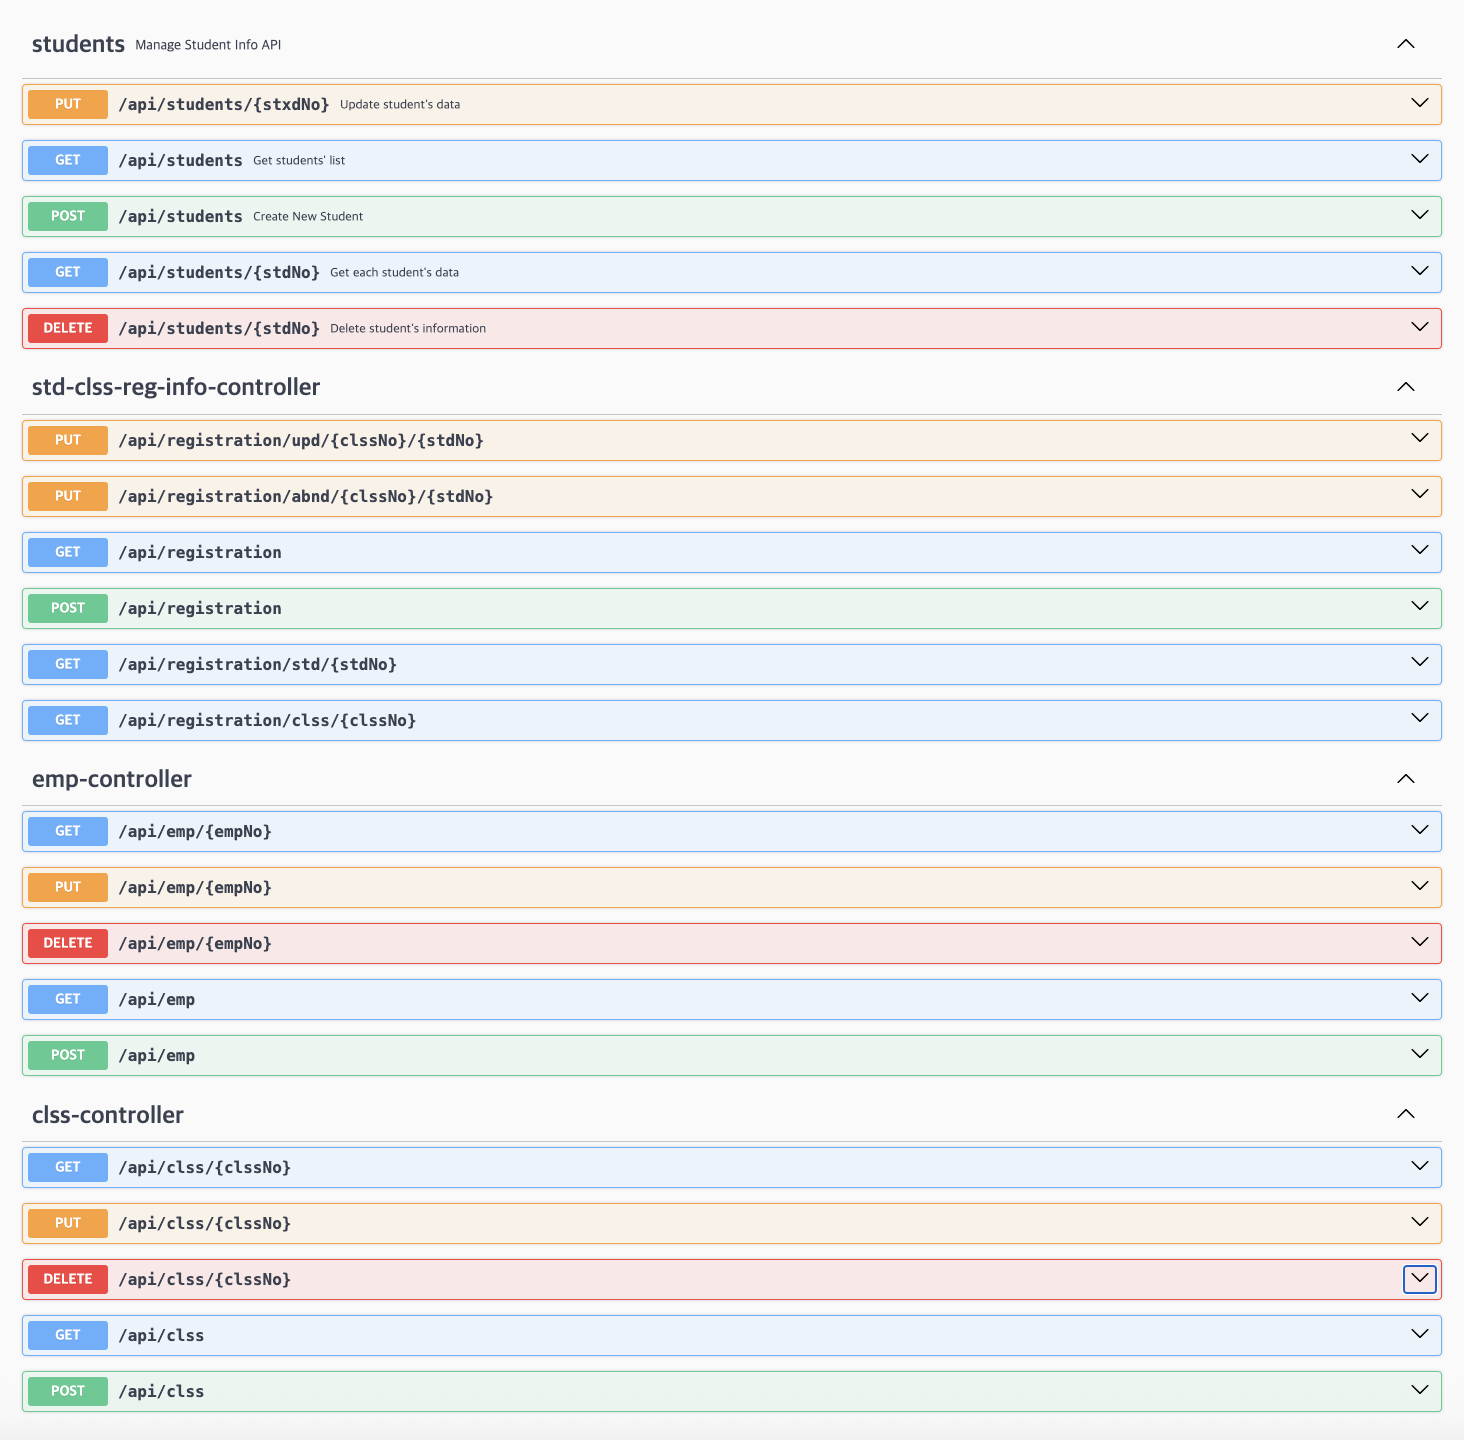 students Manage Student Info API
PUT /api/students/{stxdNo} Update student's data
GET /api/students Get students' list
POST /api/students Create New Student
GET /api/students/{stdNo} Get each student's data
DELETE /api/students/{stdNo} Delete student's information
std-clss-reg-info-controller
PUT /api/registration/upd/{clssNo}/{stdNo}
PUT /api/registration/abnd/{clssNo}/{stdNo}
GET /api/registration
POST /api/registration
GET /api/registration/std/{stdNo}
GET /api/registration/clss/{clssNo}
emp-controller
GET /api/emp/{empNo}
PUT /api/emp/{empNo}
DELETE /api/emp/{empNo}
GET /api/emp
POST /api/emp
clss-controller
GET /api/clss/{clssNo}
PUT /api/clss/{clssNo}
DELETE /api/clss/{clssNo}
GET /api/clss
POST /api/clss